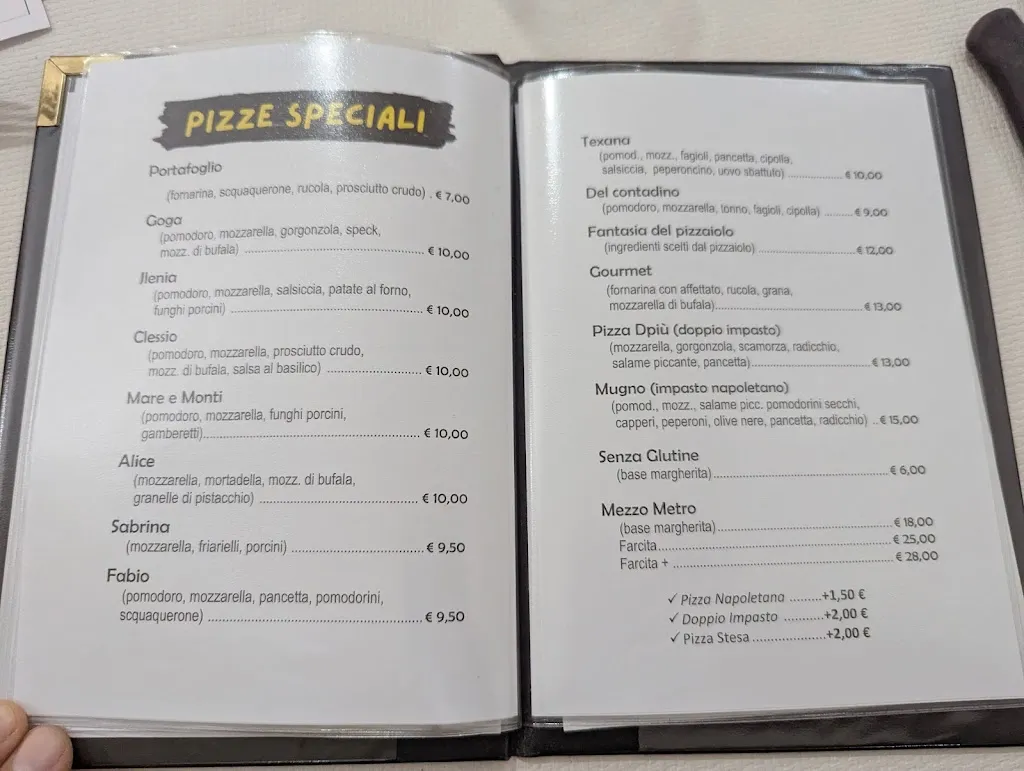 PIZZE SPECIALI
Portafoglio
(fornarina, scquaquerone, rucola, prosciutto crudo) . € 7,00
Goga
(pomodoro, mozzarella, gorgonzola, speck,
mozz. di bufala) ........ € 10,00
Ilenia
(pomodoro, mozzarella, salsiccia, patate al forno,
funghi porcini) ........ € 10,00
Clessio
(pomodoro, mozzarella, prosciutto crudo,
mozz. di bufala, salsa al basilico) ........ € 10,00
Mare e Monti
(pomodoro, mozzarella, funghi porcini,
gamberetti)........ € 10,00
Alice
(mozzarella, mortadella, mozz. di bufala,
granelle di pistacchio) ........ € 10,00
Sabrina
(mozzarella, friarielli, porcini) ........ € 9,50
Fabio
(pomodoro, mozzarella, pancetta, pomodorini,
scquaquerone) ........ € 9,50
Texana
(pomod., mozz., fagioli, pancetta, cipolla,
salsiccia, peperoncino, uovo sbattuto) ........ € 10,00
Del contadino
(pomodoro, mozzarella, tonno, fagioli, cipolla) ........ € 9,00
Fantasia del pizzaiolo
(ingredienti scelti dal pizzaiolo) ........ € 12,00
Gourmet
(fornarina con affettato, rucola, grana,
mozzarella di bufala)........ € 13,00
Pizza Dpiù (doppio impasto)
(mozzarella, gorgonzola, scamorza, radicchio,
salame piccante, pancetta)........ € 13,00
Mugno (impasto napoletano)
(pomod., mozz., salame picc. pomodorini secchi,
capperi, peperoni, olive nere, pancetta, radicchio) .. € 15,00
Senza Glutine
(base margherita)........ € 6,00
Mezzo Metro
(base margherita)........ € 18,00
Farcita........ € 25,00
Farcita + ........ € 28,00
✓ Pizza Napoletana ........+1,50 €
✓ Doppio Impasto ........+2,00 €
✓ Pizza Stesa ........+2,00 €